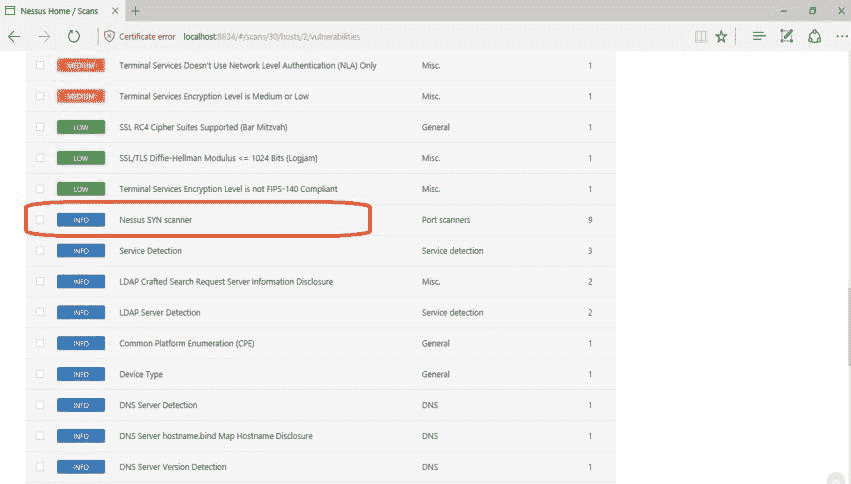 Nessus Home / Scans
Certificate error localhost:8834/#/scans/30/hosts/2/vulnerabilities
MEDIUM Terminal Services Doesn't Use Network Level Authentication (NLA) Only Misc. 1
MEDIUM Terminal Services Encryption Level is Medium or Low Misc. 1
LOW SSL RC4 Cipher Suites Supported (Bar Mitzvah) General 1
LOW SSL/TLS Diffie-Hellman Modulus <= 1024 Bits (Logjam) Misc. 1
LOW Terminal Services Encryption Level is not FIPS-140 Compliant Misc. 1
INFO Nessus SYN scanner Port scanners 9
INFO Service Detection Service detection 3
INFO LDAP Crafted Search Request Server Information Disclosure Misc. 2
INFO LDAP Server Detection Service detection 2
INFO Common Platform Enumeration (CPE) General 1
INFO Device Type General 1
INFO DNS Server Detection DNS 1
INFO DNS Server hostname.bind Map Hostname Disclosure DNS 1
INFO DNS Server Version Detection DNS 1